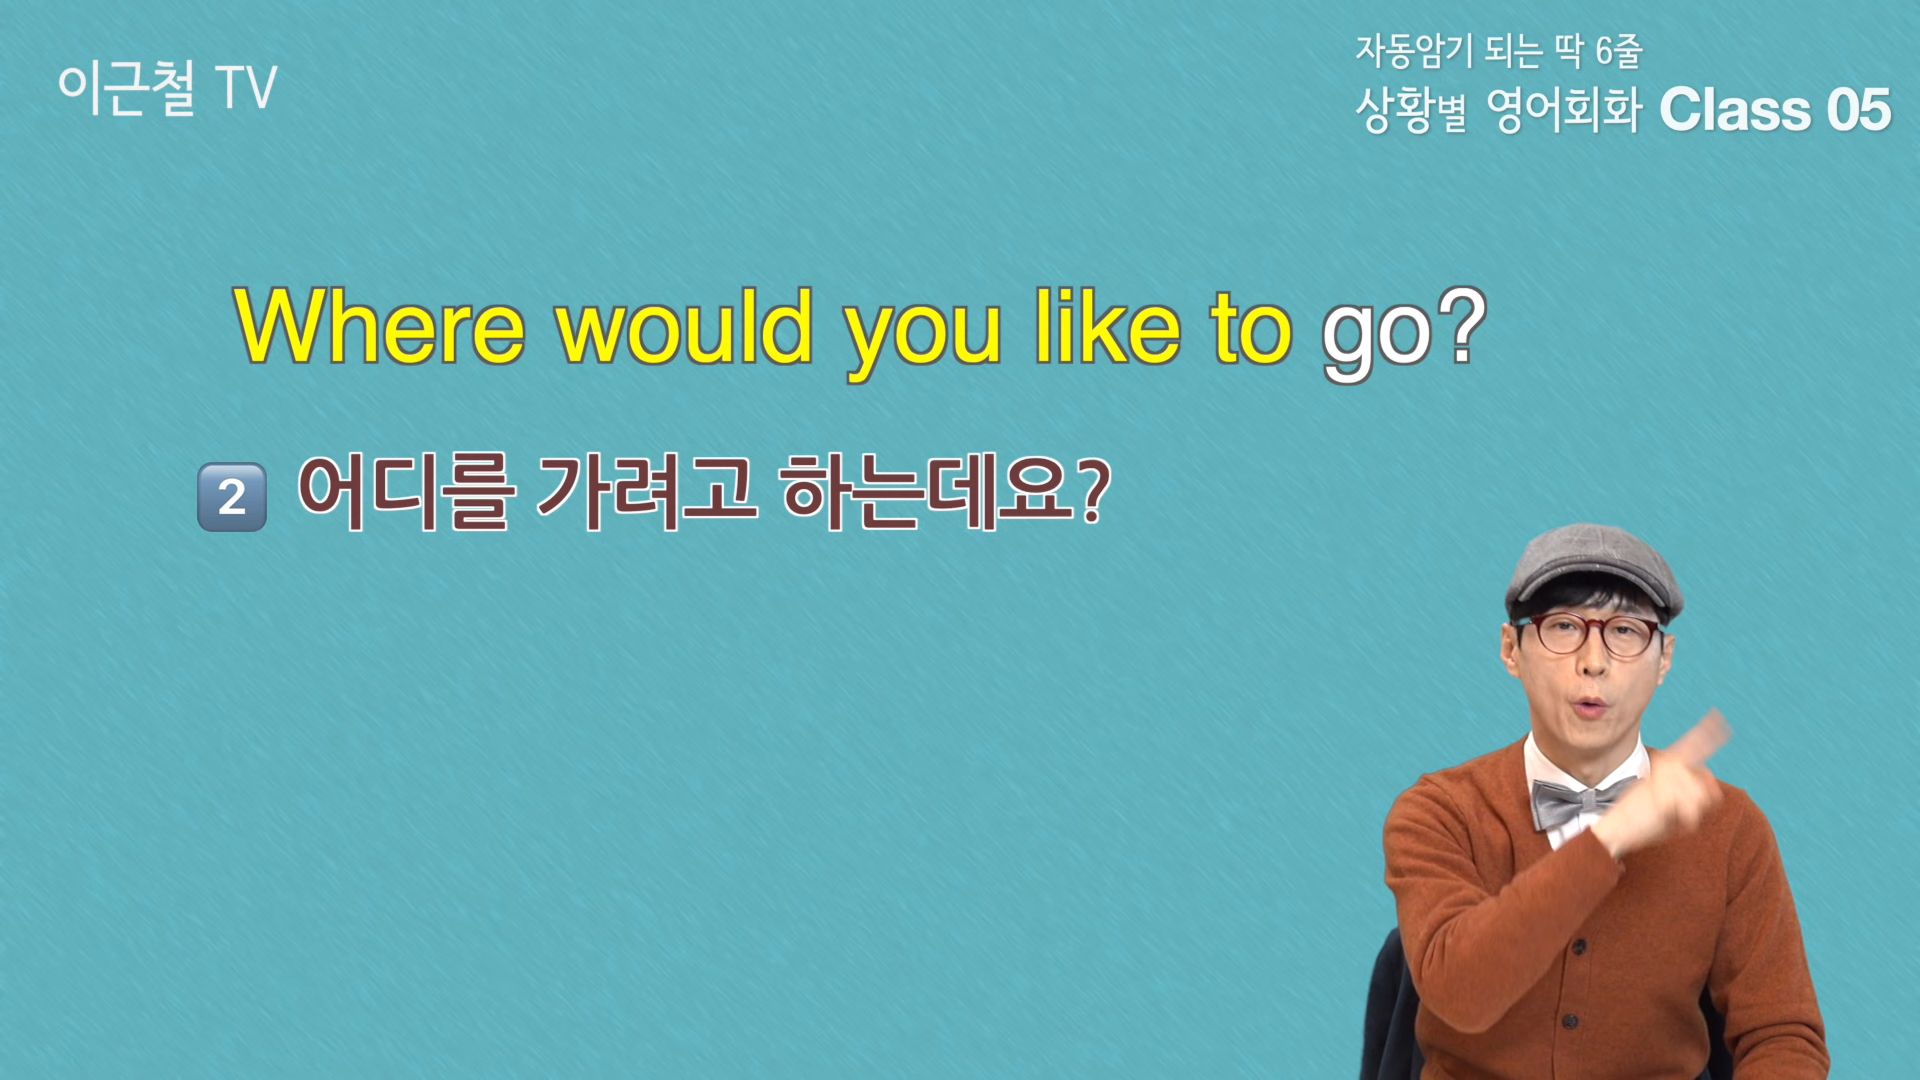 이근철 TV
자동암기 되는 딱 6줄
상황별 영어회화 Class 05
Where would you like to go?
2 어디를 가려고 하는데요?